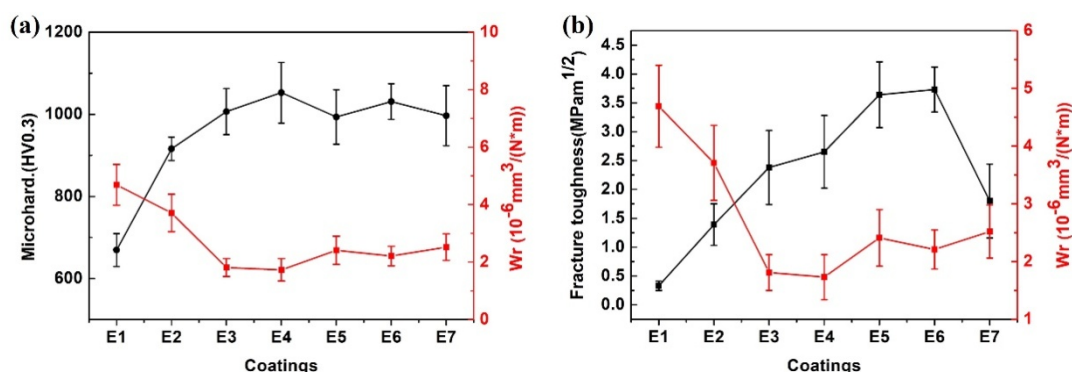 (a)
1200
1000
800
600
Microhard.(HV0.3)
10
8
6
4
2
0
Wr (10-6mm3/(N*m))
E1 E2 E3 E4 E5 E6 E7
Coatings
(b)
4.5
4.0
3.5
3.0
2.5
2.0
1.5
1.0
0.5
0.0
Fracture toughness(MPam1/2)
6
5
4
3
2
1
Wr (10-6mm3/(N*m))
E1 E2 E3 E4 E5 E6 E7
Coatings